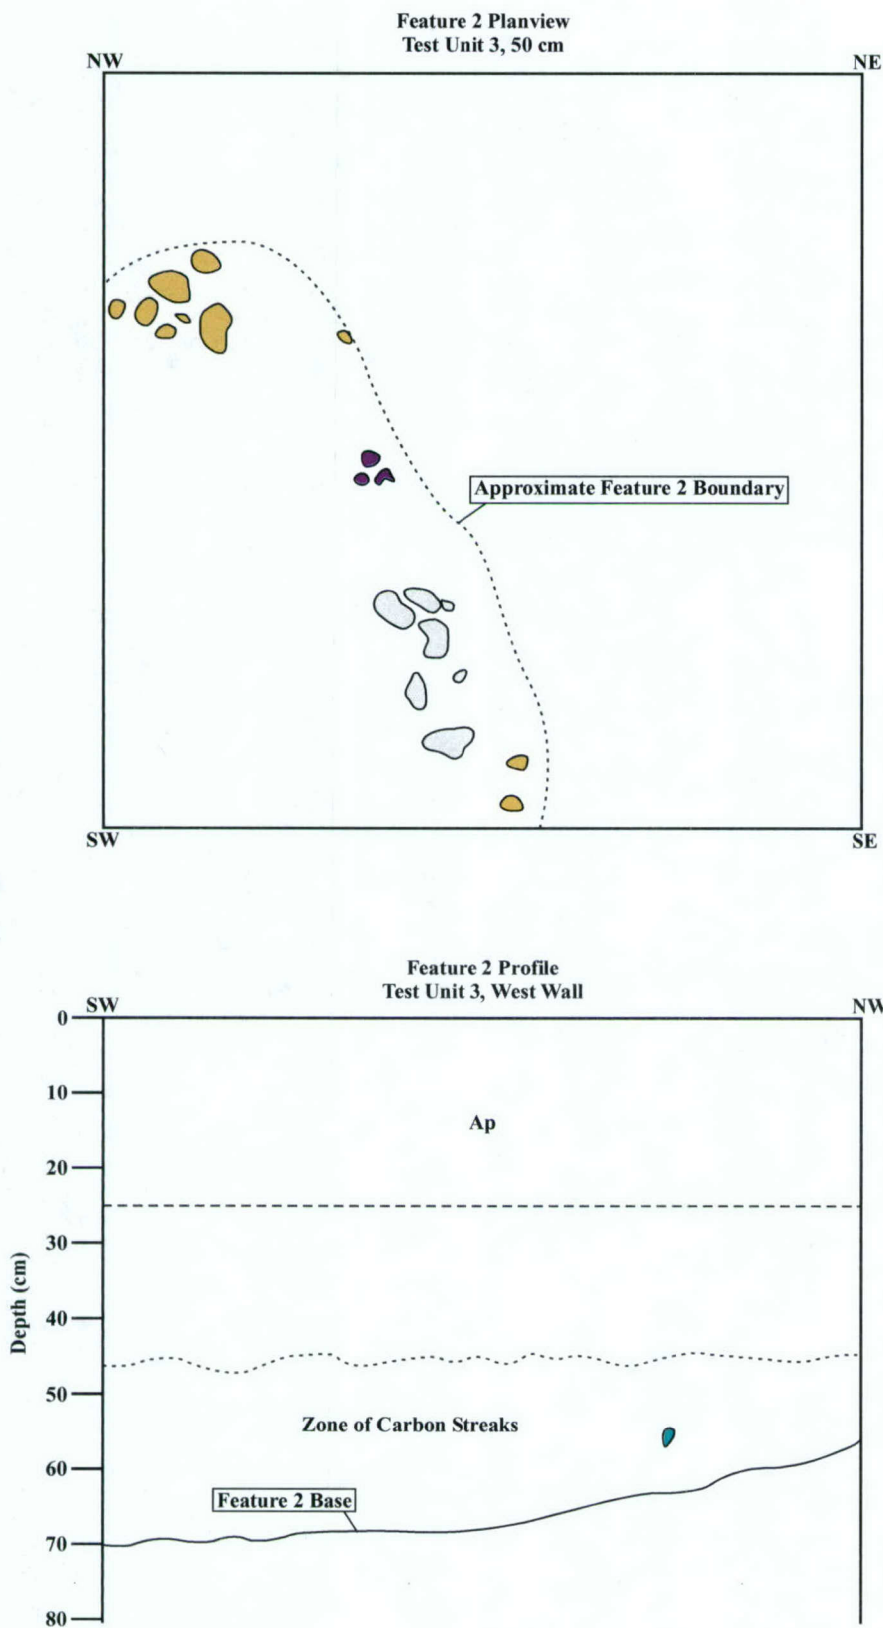 Feature 2 Planview
Test Unit 3, 50 cm
NW
NE
Approximate Feature 2 Boundary
SW
SE
Feature 2 Profile
Test Unit 3, West Wall
SW
NW
0
10
Ap
20
30
Depth (cm)
40
50
Zone of Carbon Streaks
60
Feature 2 Base
70
80